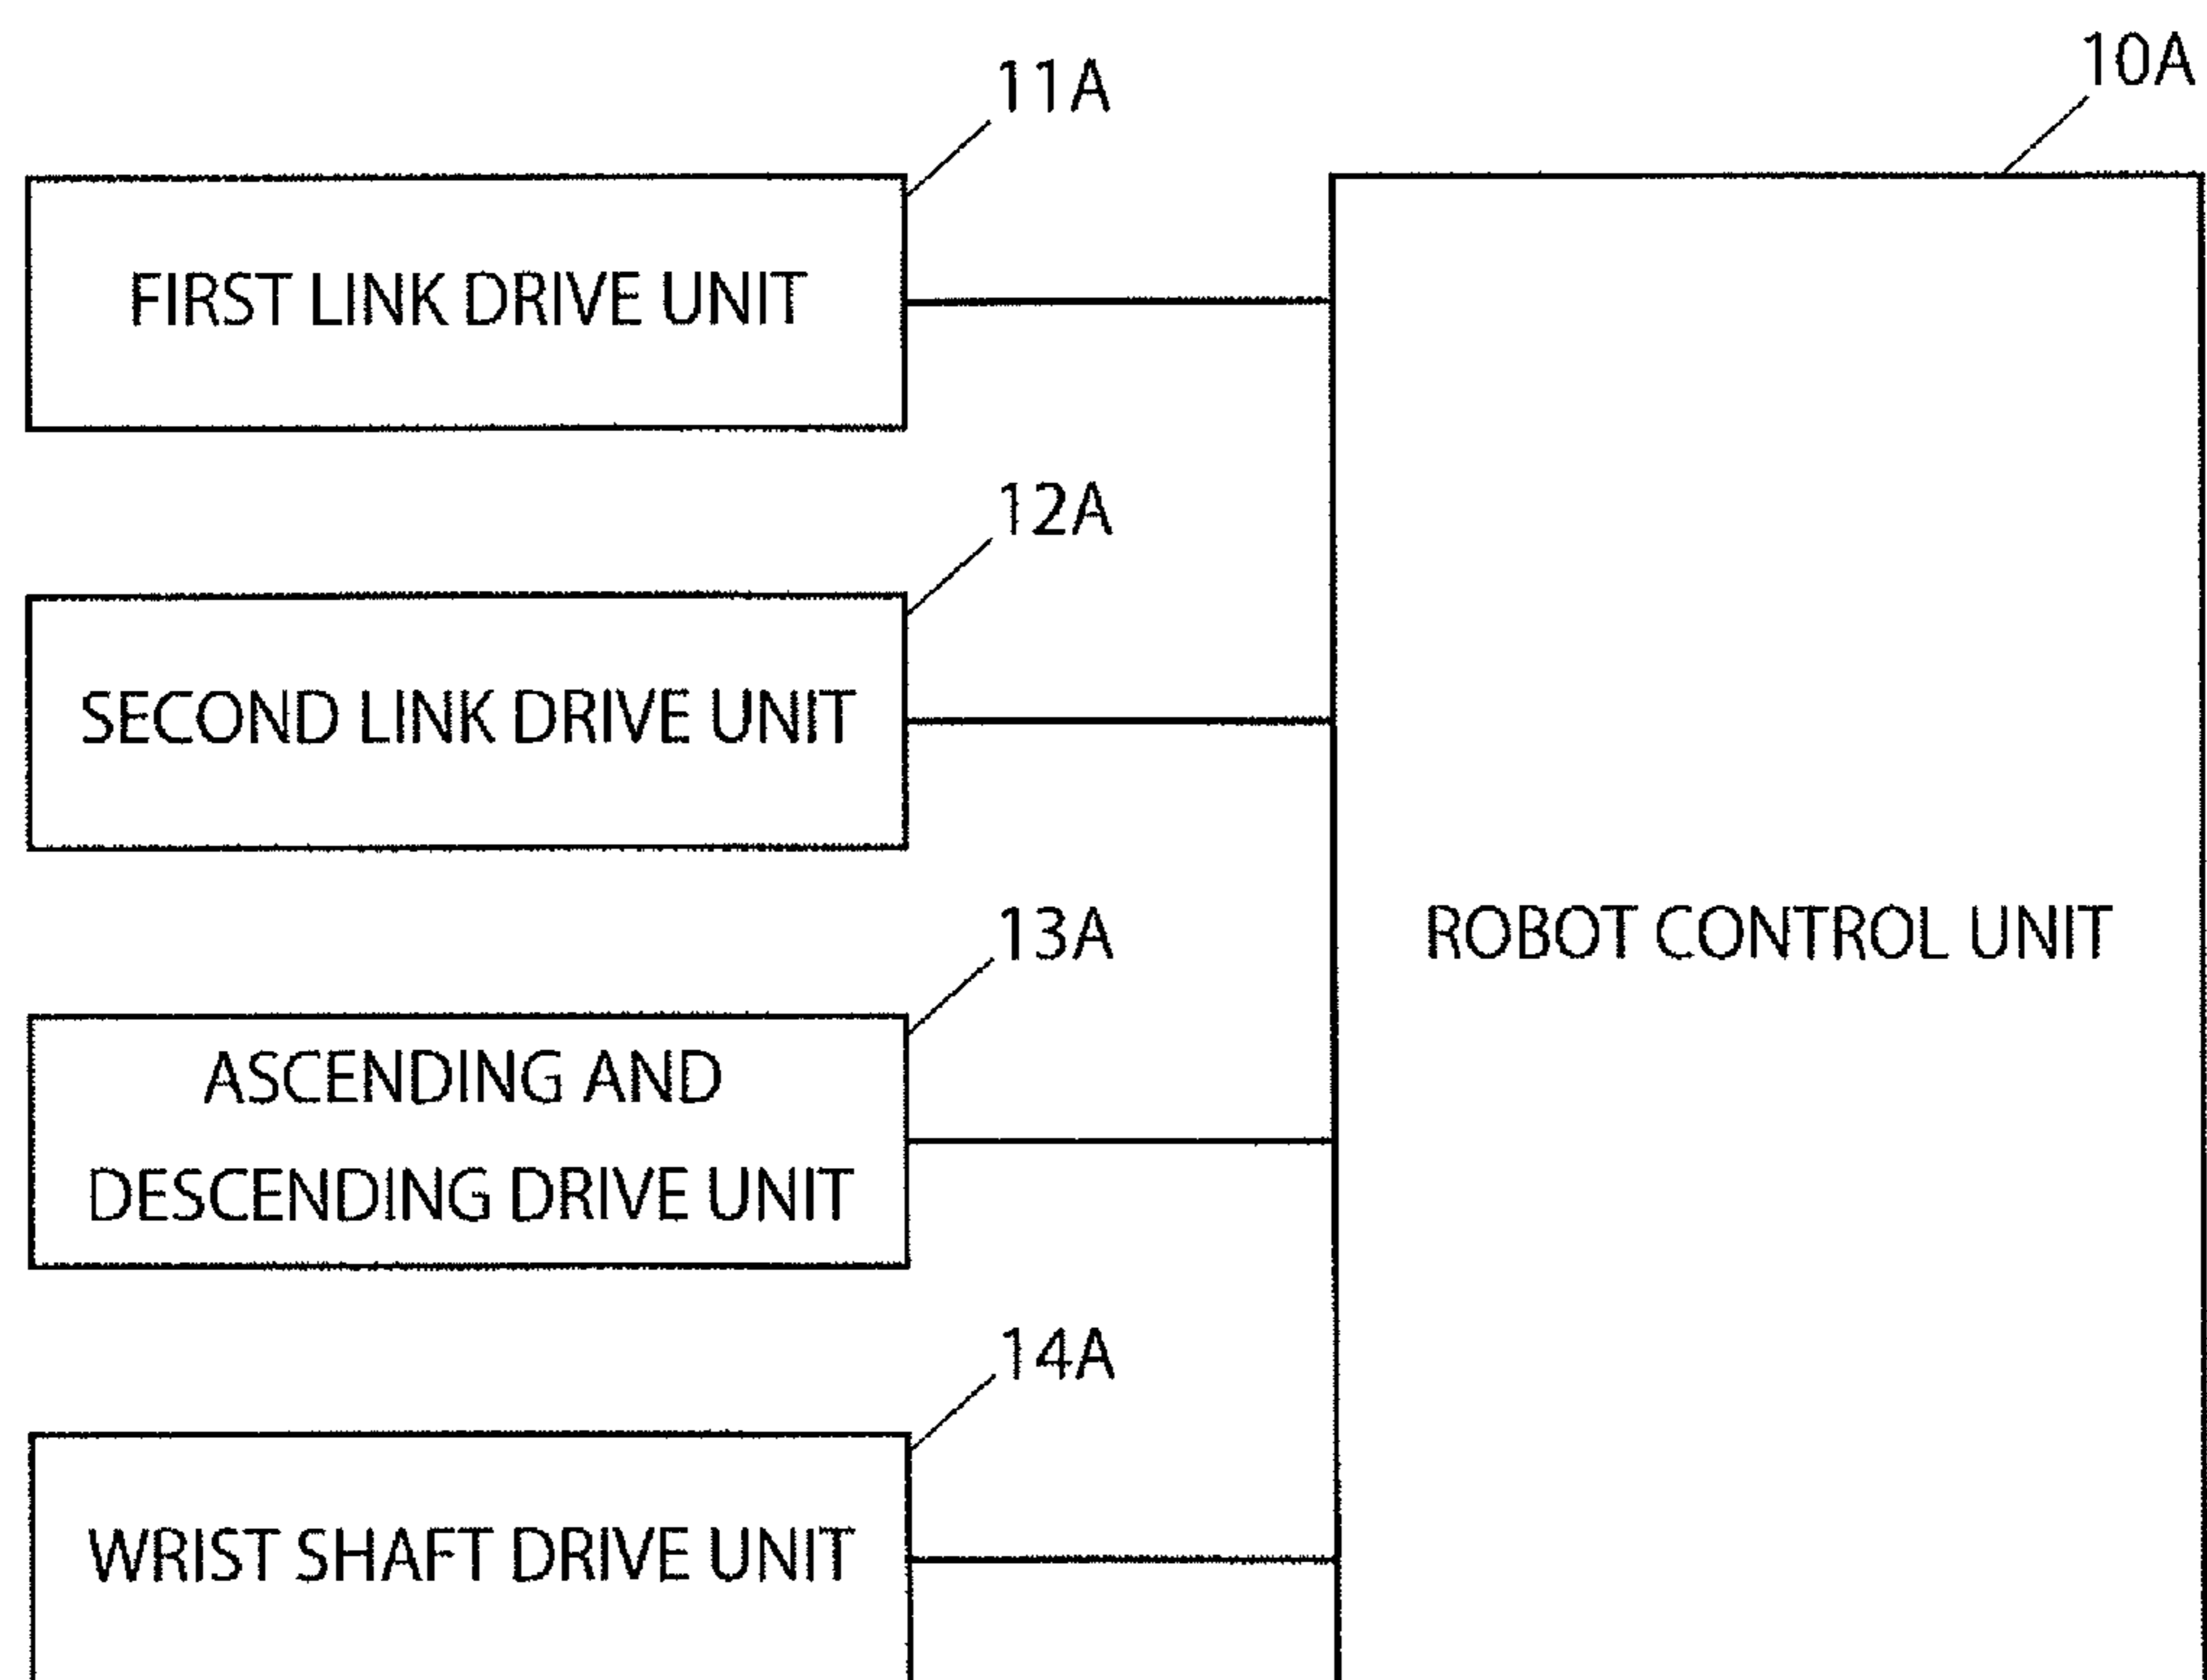 10A
11A
FIRST LINK DRIVE UNIT
12A
SECOND LINK DRIVE UNIT
13A
ROBOT CONTROL UNIT
ASCENDING AND
DESCENDING DRIVE UNIT
14A
WRIST SHAFT DRIVE UNIT